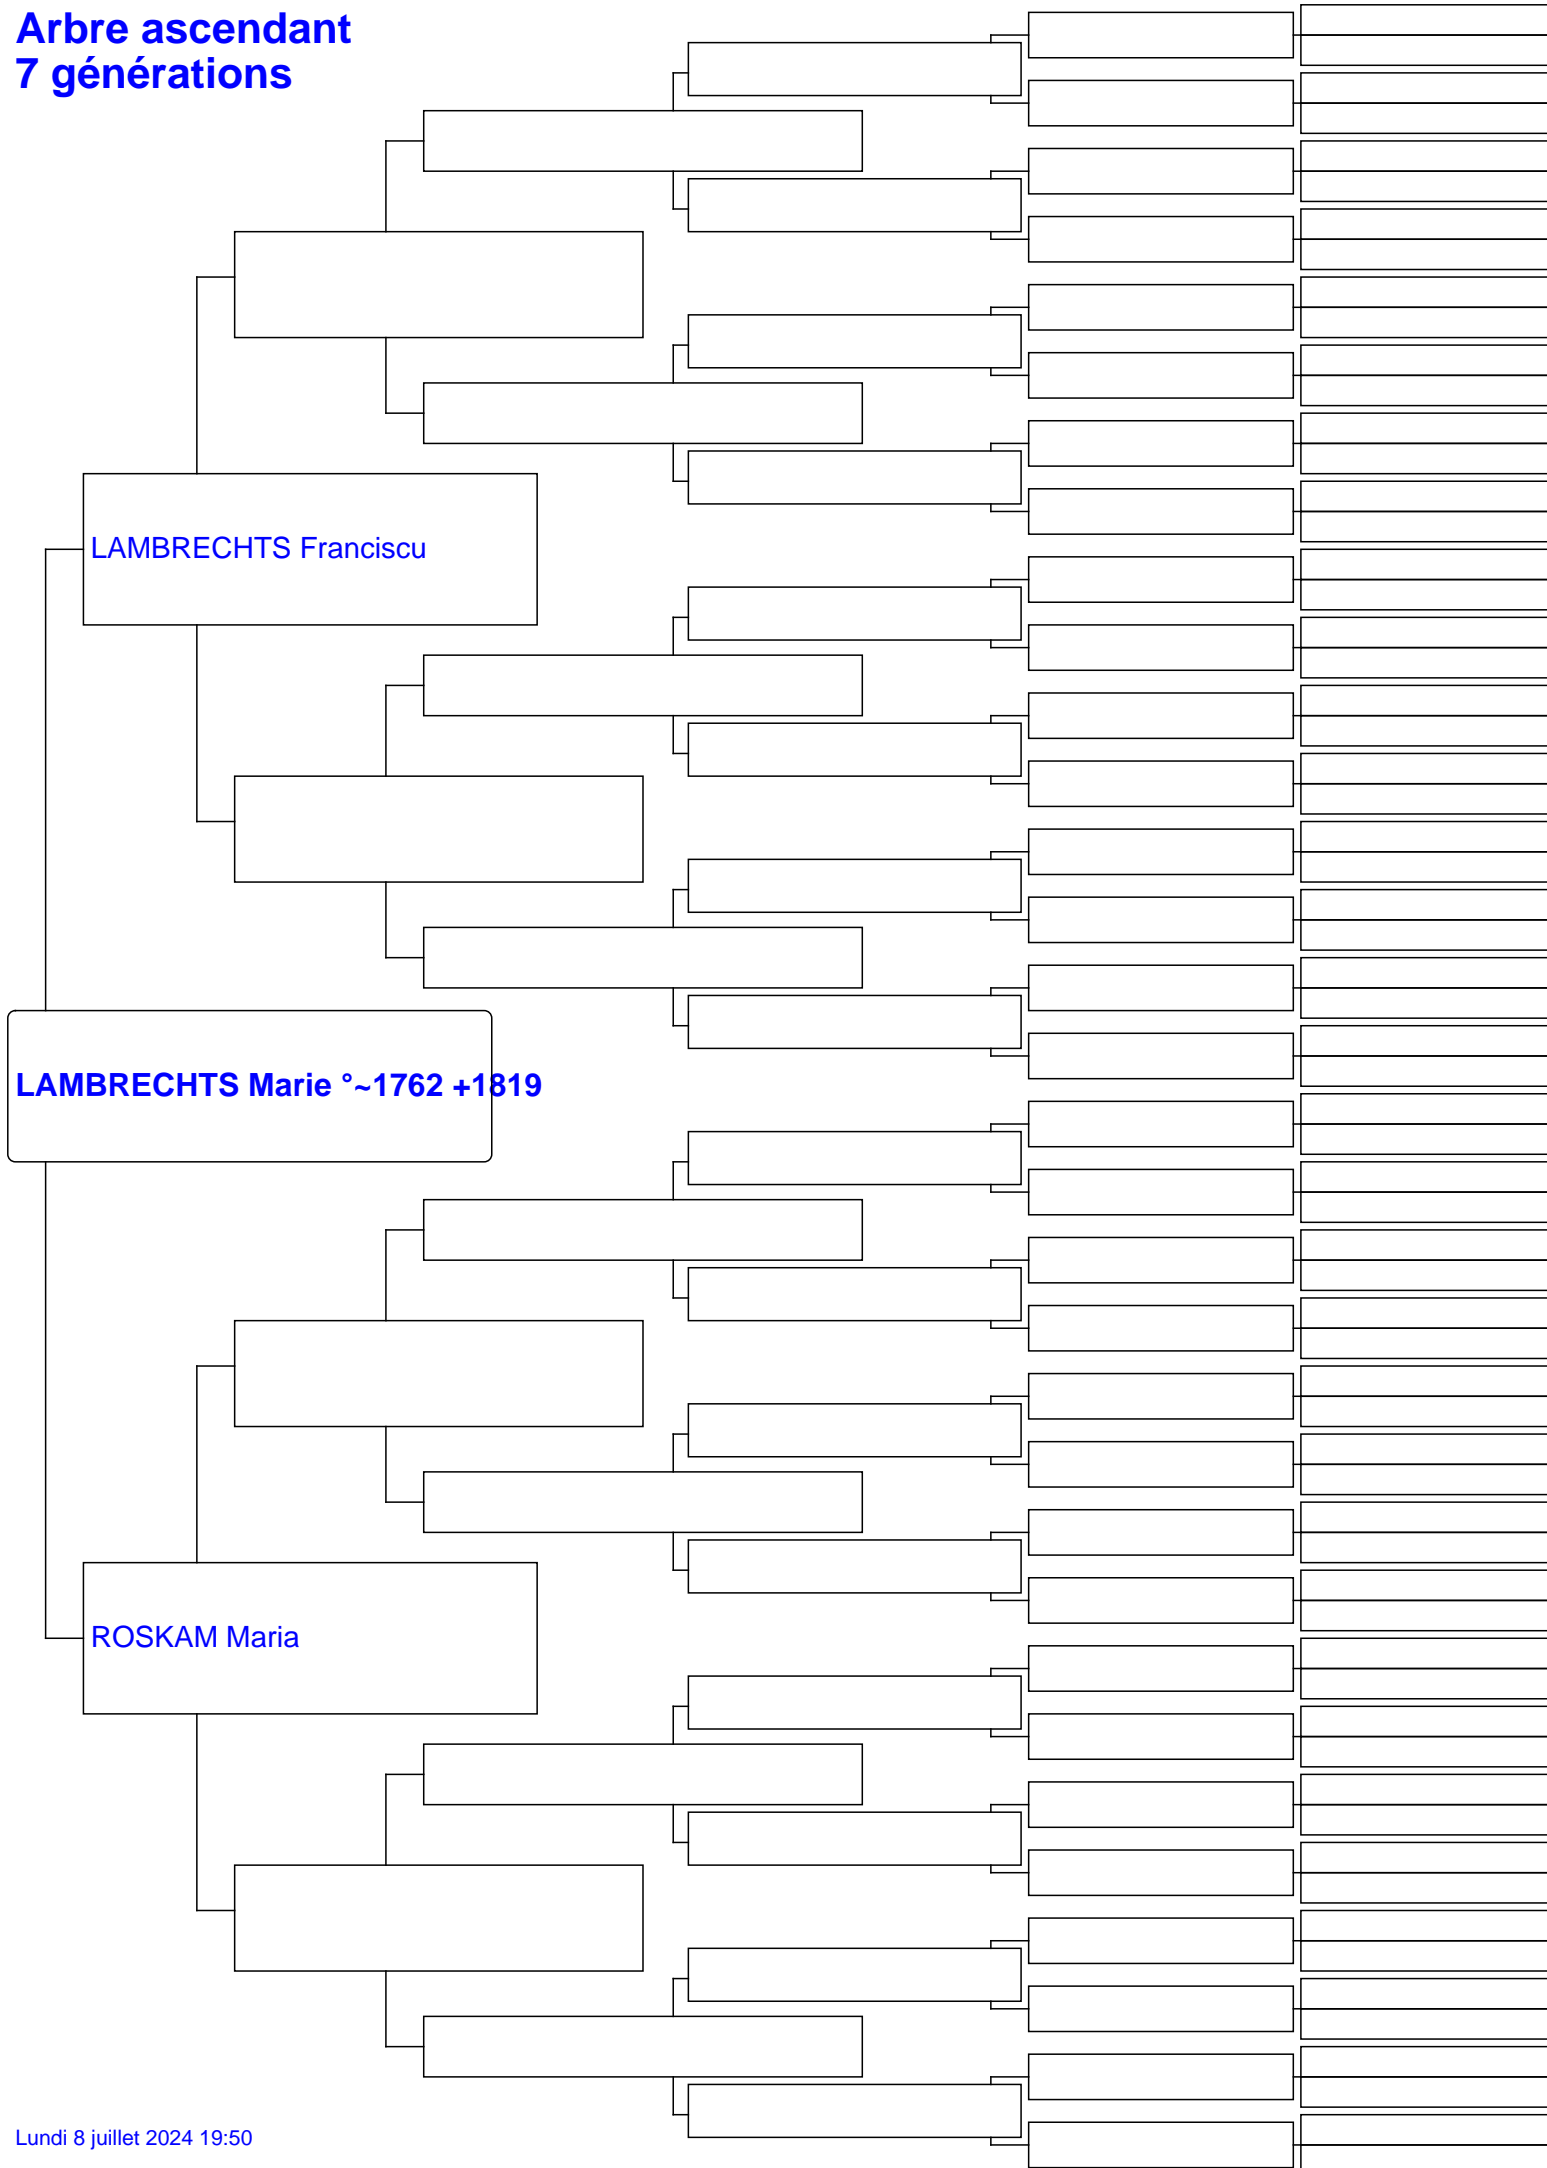 Arbre ascendant
7 générations
LAMBRECHTS Franciscu
LAMBRECHTS Marie °~1762 +1819
ROSKAM Maria
Lundi 8 juillet 2024 19:50